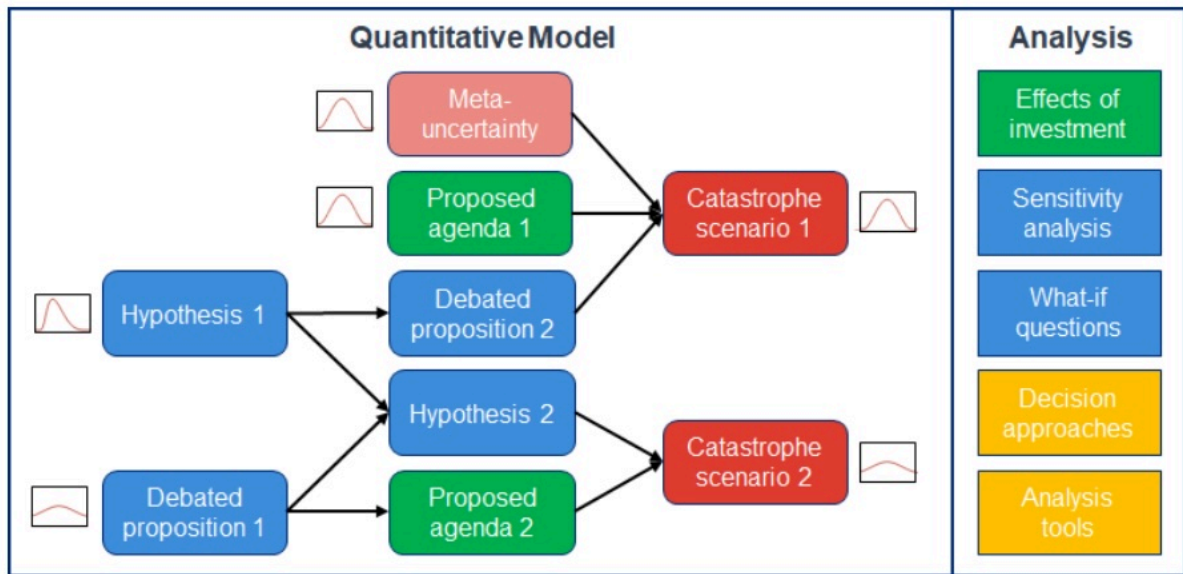 Quantitative Model
Meta-
uncertainty
Proposed
agenda 1
Catastrophe
scenario 1
Hypothesis 1
Debated
proposition 2
Hypothesis 2
Catastrophe
scenario 2
Debated
proposition 1
Proposed
agenda 2
Analysis
Effects of
investment
Sensitivity
analysis
What-if
questions
Decision
approaches
Analysis
tools